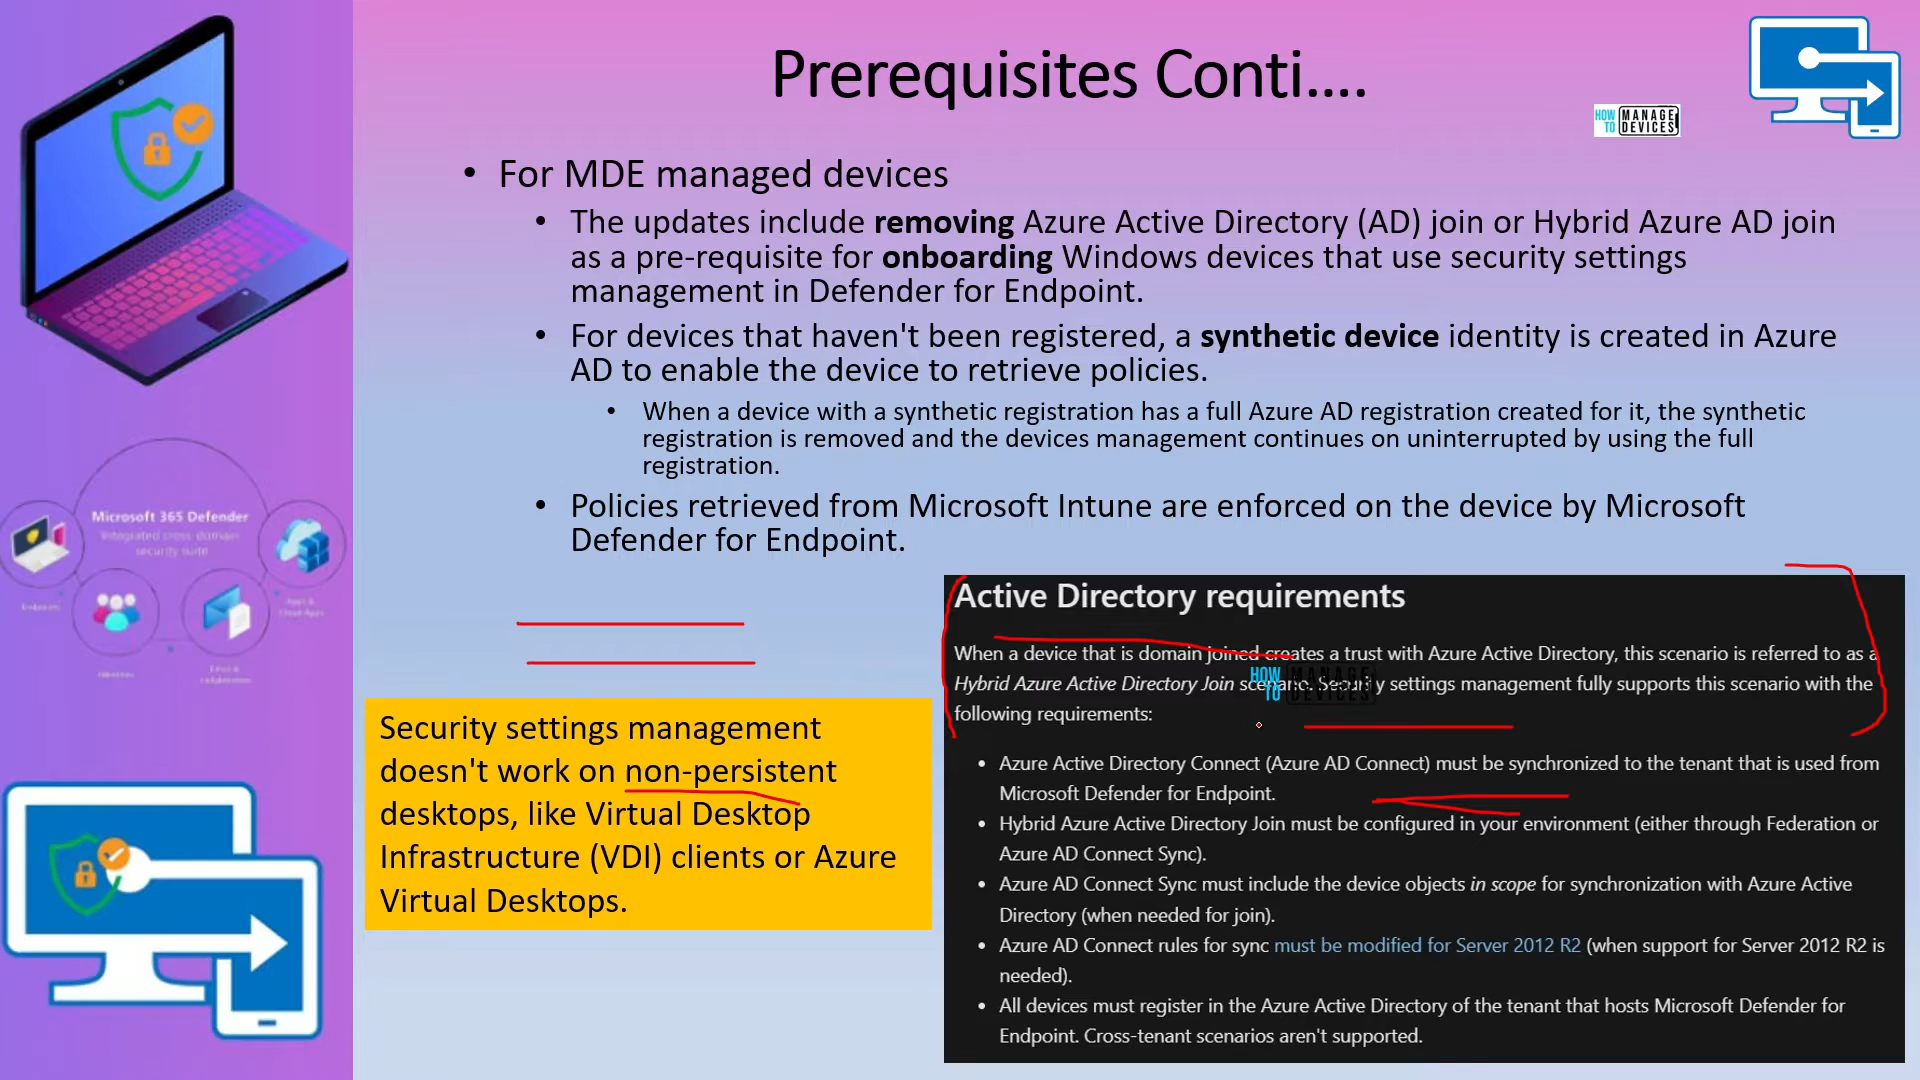 Prerequisites Conti....
HOW TO MANAGE DEVICES
• For MDE managed devices
• The updates include removing Azure Active Directory (AD) join or Hybrid Azure AD join
as a pre-requisite for onboarding Windows devices that use security settings
management in Defender for Endpoint.
• For devices that haven't been registered, a synthetic device identity is created in Azure
AD to enable the device to retrieve policies.
• When a device with a synthetic registration has a full Azure AD registration created for it, the synthetic
registration is removed and the devices management continues on uninterrupted by using the full
registration.
• Policies retrieved from Microsoft Intune are enforced on the device by Microsoft
Defender for Endpoint.
Microsoft 365 Defender
Integrated cross-domain
security suite
Security settings management
doesn't work on non-persistent
desktops, like Virtual Desktop
Infrastructure (VDI) clients or Azure
Virtual Desktops.
Active Directory requirements
When a device that is domain joined creates a trust with Azure Active Directory, this scenario is referred to as a
Hybrid Azure Active Directory Join scenario. Security settings management fully supports this scenario with the
following requirements:
HOW TO MANAGE DEVICES
• Azure Active Directory Connect (Azure AD Connect) must be synchronized to the tenant that is used from
Microsoft Defender for Endpoint.
• Hybrid Azure Active Directory Join must be configured in your environment (either through Federation or
Azure AD Connect Sync).
• Azure AD Connect Sync must include the device objects in scope for synchronization with Azure Active
Directory (when needed for join).
• Azure AD Connect rules for sync must be modified for Server 2012 R2 (when support for Server 2012 R2 is
needed).
• All devices must register in the Azure Active Directory of the tenant that hosts Microsoft Defender for
Endpoint. Cross-tenant scenarios aren't supported.